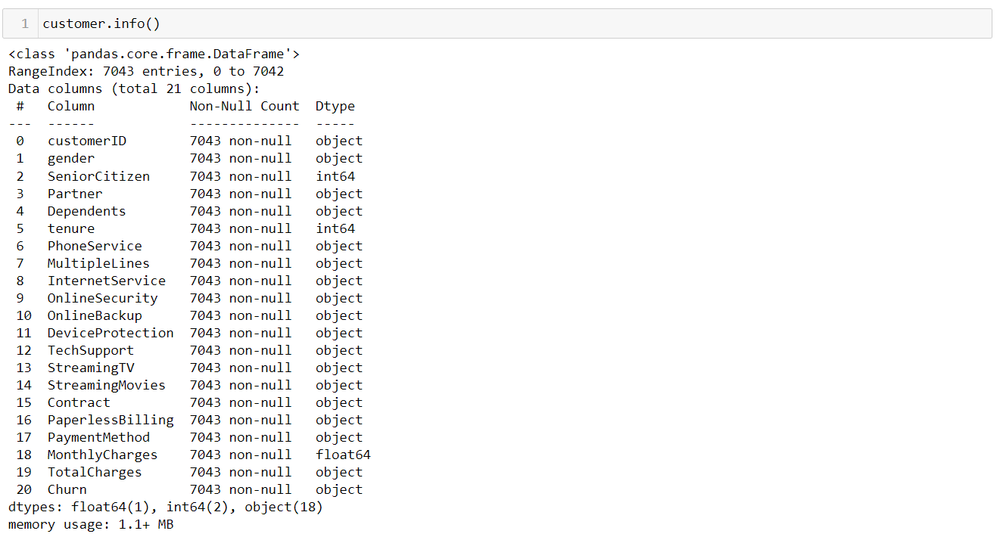 1 customer.info()
<class 'pandas.core.frame.DataFrame'>
RangeIndex: 7043 entries, 0 to 7042
Data columns (total 21 columns):
 #   Column            Non-Null Count  Dtype
---  ------            --------------  -----
 0   customerID        7043 non-null   object
 1   gender            7043 non-null   object
 2   SeniorCitizen     7043 non-null   int64
 3   Partner           7043 non-null   object
 4   Dependents        7043 non-null   object
 5   tenure            7043 non-null   int64
 6   PhoneService      7043 non-null   object
 7   MultipleLines     7043 non-null   object
 8   InternetService   7043 non-null   object
 9   OnlineSecurity    7043 non-null   object
 10  OnlineBackup      7043 non-null   object
 11  DeviceProtection  7043 non-null   object
 12  TechSupport       7043 non-null   object
 13  StreamingTV       7043 non-null   object
 14  StreamingMovies   7043 non-null   object
 15  Contract          7043 non-null   object
 16  PaperlessBilling  7043 non-null   object
 17  PaymentMethod     7043 non-null   object
 18  MonthlyCharges    7043 non-null   float64
 19  TotalCharges      7043 non-null   object
 20  Churn             7043 non-null   object
dtypes: float64(1), int64(2), object(18)
memory usage: 1.1+ MB